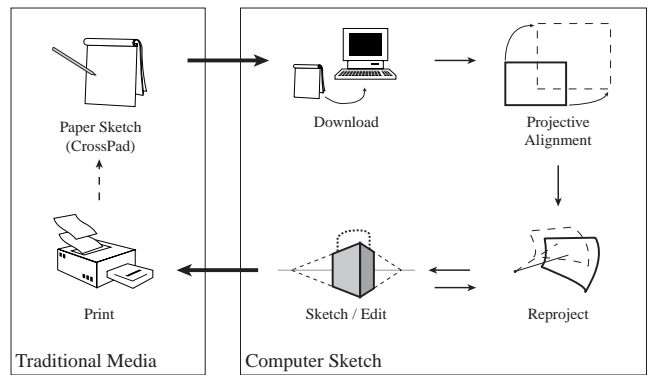 Paper Sketch
(CrossPad)
Download
Projective
Alignment
Print
Sketch / Edit
Reproject
Traditional Media
Computer Sketch